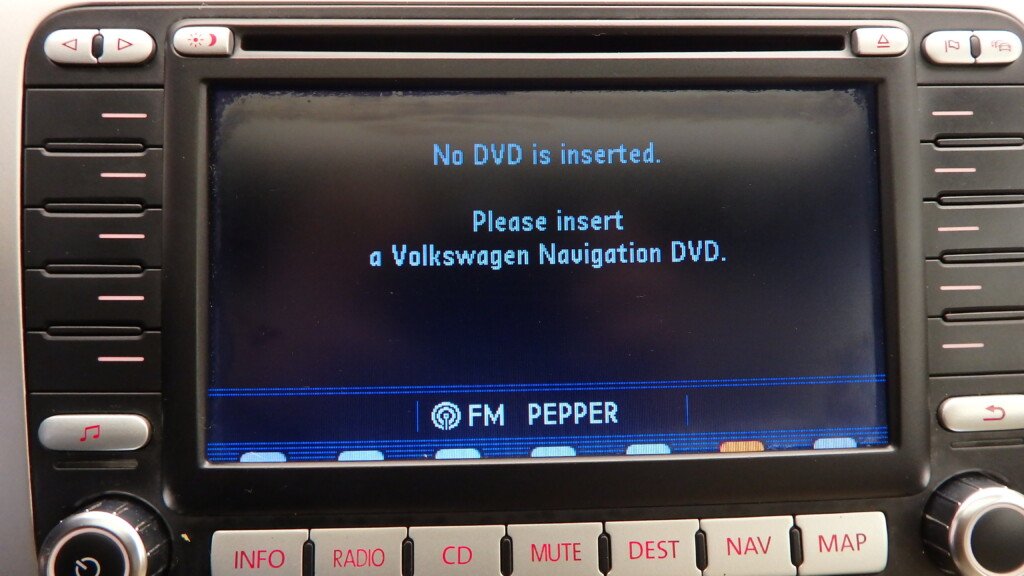 No DVD is inserted.
Please insert
a Volkswagen Navigation DVD.
FM PEPPER
INFO RADIO CD MUTE DEST NAV MAP